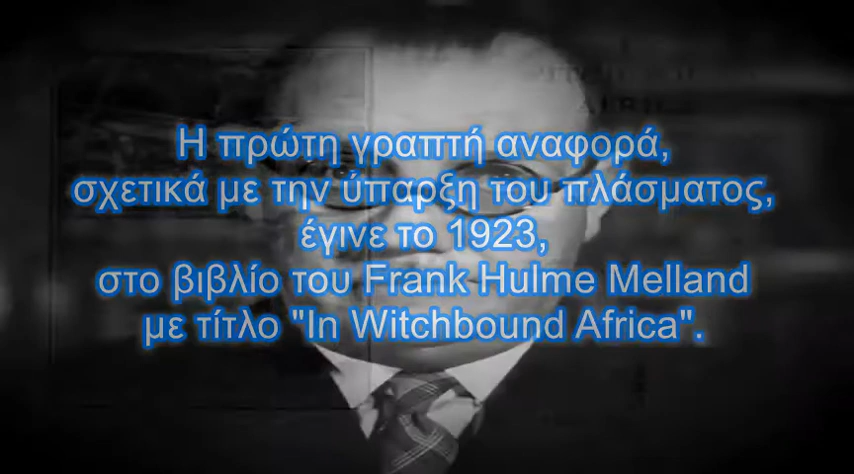 Η πρώτη γραπτή αναφορά,
σχετικά με την ύπαρξη του πλάσματος,
έγινε το 1923,
στο βιβλίο του Frank Hulme Melland
με τίτλο "In Witchbound Africa".